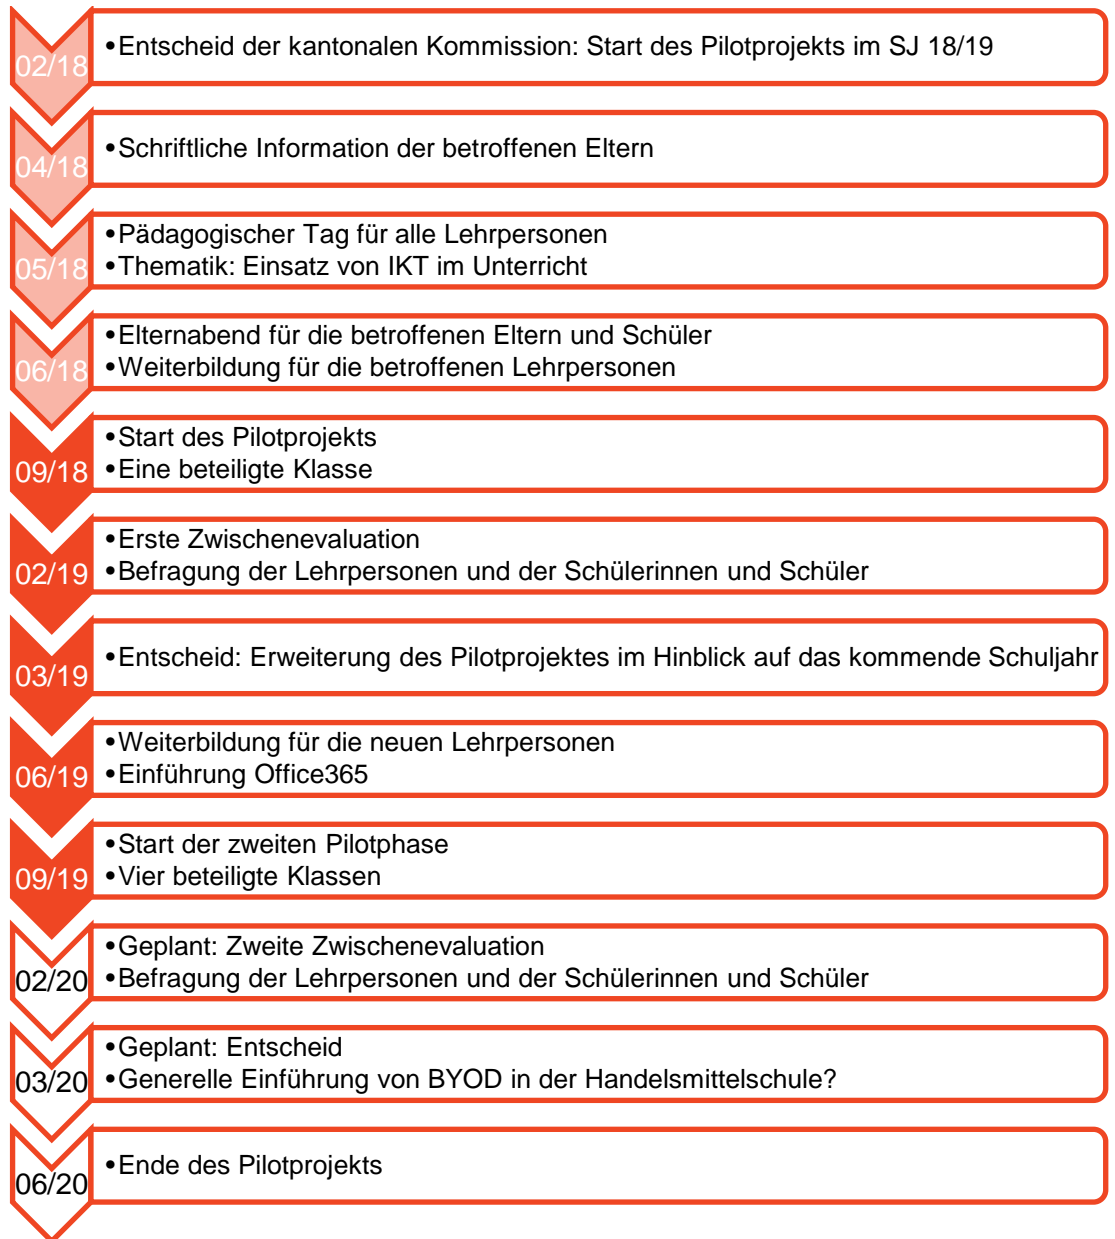 02/18
•Entscheid der kantonalen Kommission: Start des Pilotprojekts im SJ 18/19
04/18
•Schriftliche Information der betroffenen Eltern
05/18
•Pädagogischer Tag für alle Lehrpersonen
•Thematik: Einsatz von IKT im Unterricht
06/18
•Elternabend für die betroffenen Eltern und Schüler
•Weiterbildung für die betroffenen Lehrpersonen
09/18
•Start des Pilotprojekts
•Eine beteiligte Klasse
02/19
•Erste Zwischenevaluation
•Befragung der Lehrpersonen und der Schülerinnen und Schüler
03/19
•Entscheid: Erweiterung des Pilotprojektes im Hinblick auf das kommende Schuljahr
06/19
•Weiterbildung für die neuen Lehrpersonen
•Einführung Office365
09/19
•Start der zweiten Pilotphase
•Vier beteiligte Klassen
02/20
•Geplant: Zweite Zwischenevaluation
•Befragung der Lehrpersonen und der Schülerinnen und Schüler
03/20
•Geplant: Entscheid
•Generelle Einführung von BYOD in der Handelsmittelschule?
06/20
•Ende des Pilotprojekts